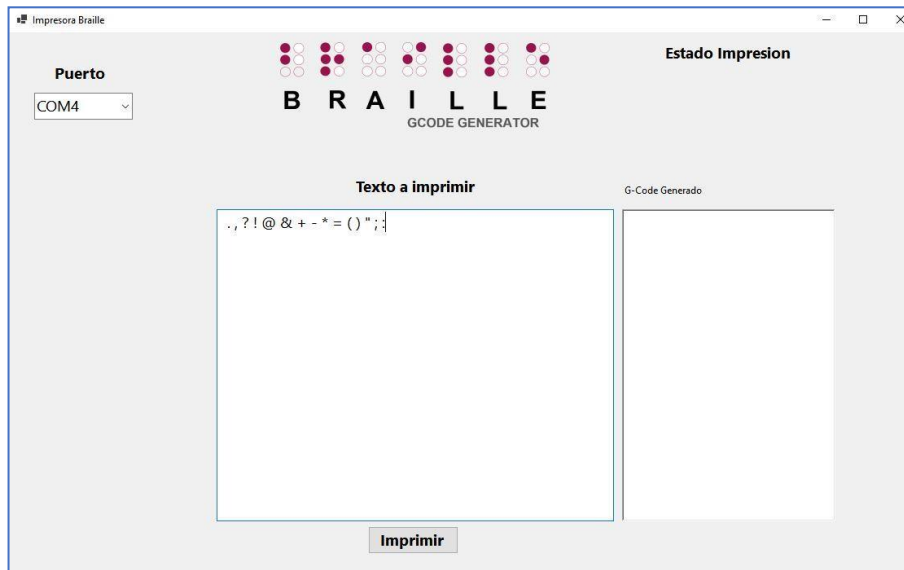 Impresora Braille
Puerto
COM4
B R A I L L E
GCODE GENERATOR
Estado Impresion
Texto a imprimir
G-Code Generado
. , ? ! @ & + - * = ( ) " ; :
Imprimir